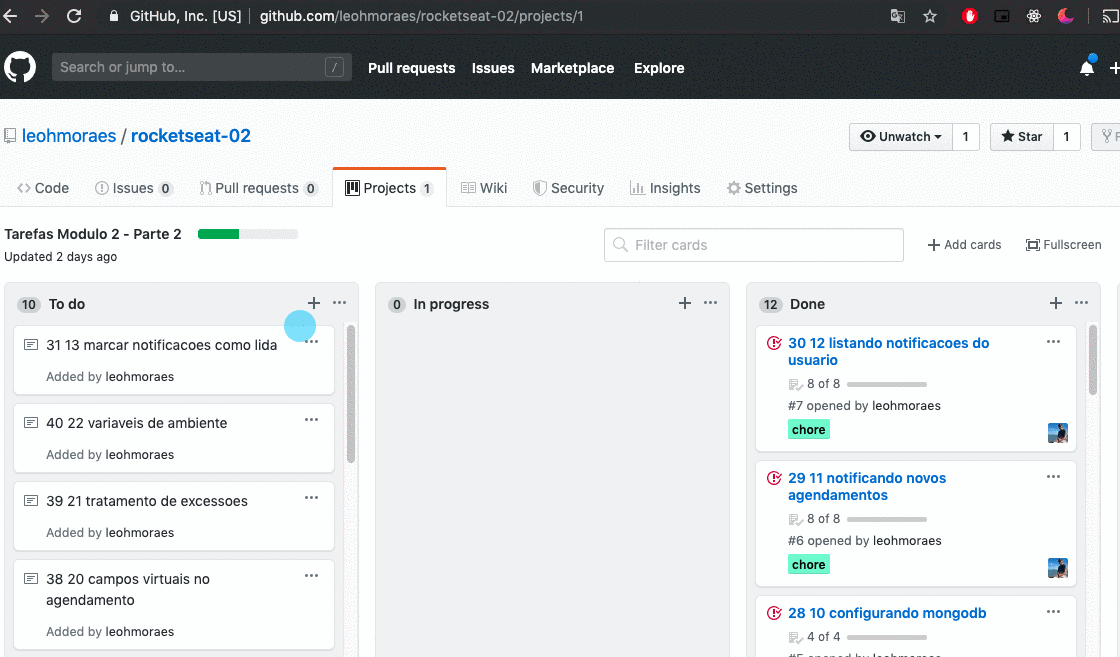 GitHub, Inc. [US] github.com/leohmoraes/rocketseat-02/projects/1
Search or jump to... / Pull requests Issues Marketplace Explore
leohmoraes / rocketseat-02 Unwatch 1 Star 1
Code Issues 0 Pull requests 0 Projects 1 Wiki Security Insights Settings
Tarefas Modulo 2 - Parte 2
Updated 2 days ago
Filter cards
Add cards
Fullscreen
10 To do
31 13 marcar notificacoes como lida
Added by leohmoraes
40 22 variaveis de ambiente
Added by leohmoraes
39 21 tratamento de excessoes
Added by leohmoraes
38 20 campos virtuais no
agendamento
Added by leohmoraes
0 In progress
12 Done
30 12 listando notificacoes do
usuario
8 of 8
#7 opened by leohmoraes
chore
29 11 notificando novos
agendamentos
8 of 8
#6 opened by leohmoraes
chore
28 10 configurando mongodb
4 of 4
#5 opened by leohmoraes